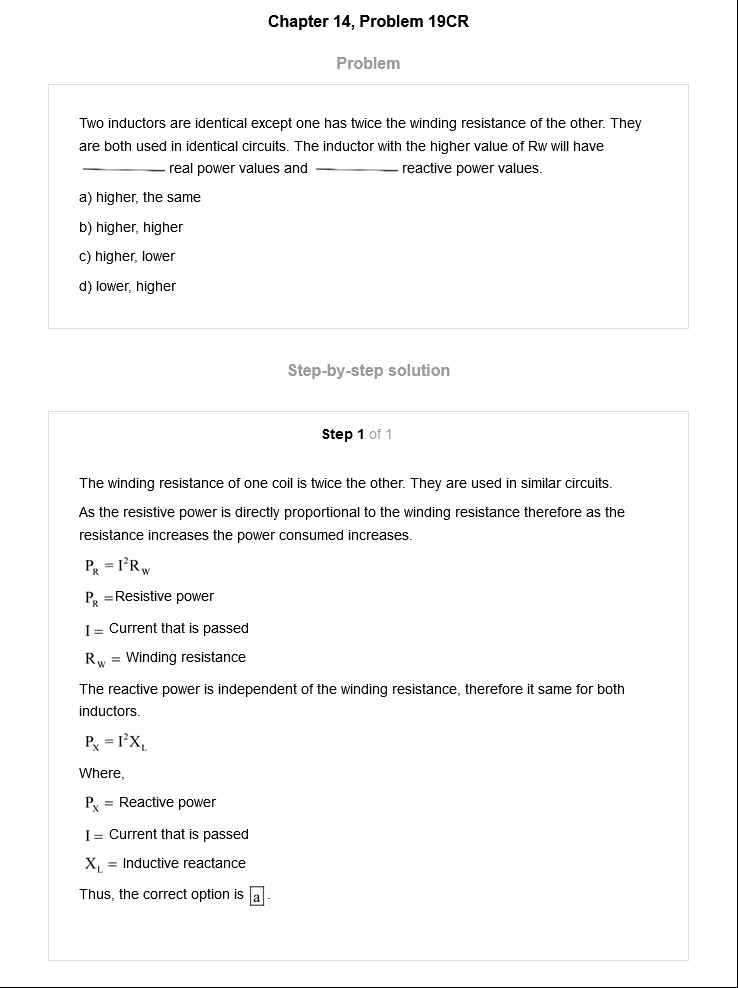 Chapter 14, Problem 19CR
Problem
Two inductors are identical except one has twice the winding resistance of the other. They
are both used in identical circuits. The inductor with the higher value of Rw will have
________ real power values and ________ reactive power values.
a) higher, the same
b) higher, higher
c) higher, lower
d) lower, higher
Step-by-step solution
Step 1 of 1
The winding resistance of one coil is twice the other. They are used in similar circuits.
As the resistive power is directly proportional to the winding resistance therefore as the
resistance increases the power consumed increases.
P_R = I²R_W
P_R =Resistive power
I = Current that is passed
R_W = Winding resistance
The reactive power is independent of the winding resistance, therefore it same for both
inductors.
P_X = I²X_L
Where,
P_X = Reactive power
I = Current that is passed
X_L = Inductive reactance
Thus, the correct option is a.